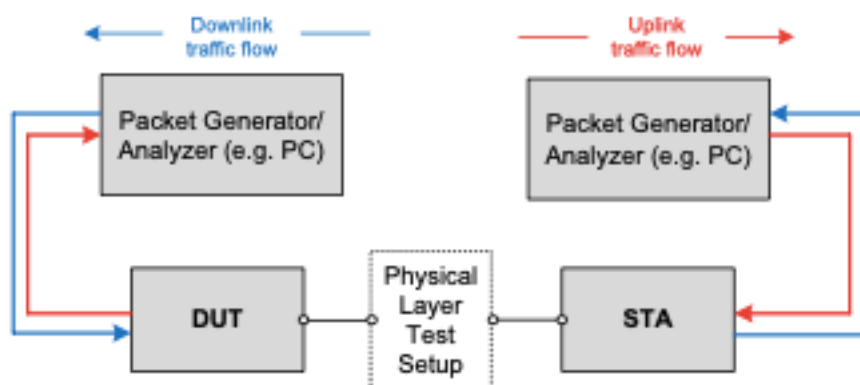 Downlink
traffic flow
Uplink
traffic flow
Packet Generator/
Analyzer (e.g. PC)
Packet Generator/
Analyzer (e.g. PC)
DUT
Physical
Layer
Test
Setup
STA